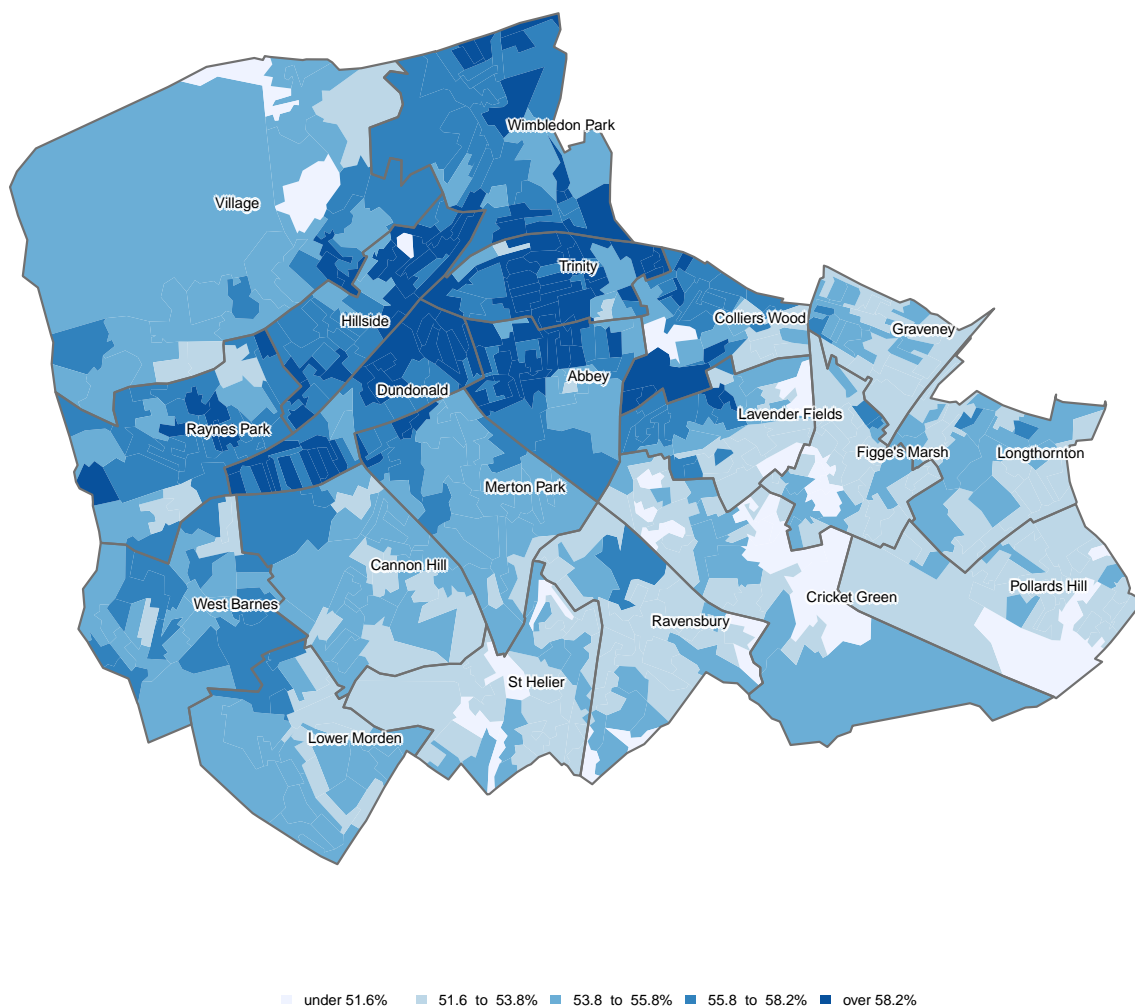 Wimbledon Park
Village
Trinity
Hillside
Colliers Wood
Graveney
Abbey
Dundonald
Lavender Fields
Raynes Park
Figge's Marsh
Longthornton
Merton Park
Cannon Hill
Pollards Hill
West Barnes
Cricket Green
Ravensbury
St Helier
Lower Morden
under 51.6% 51.6 to 53.8% 53.8 to 55.8% 55.8 to 58.2% over 58.2%